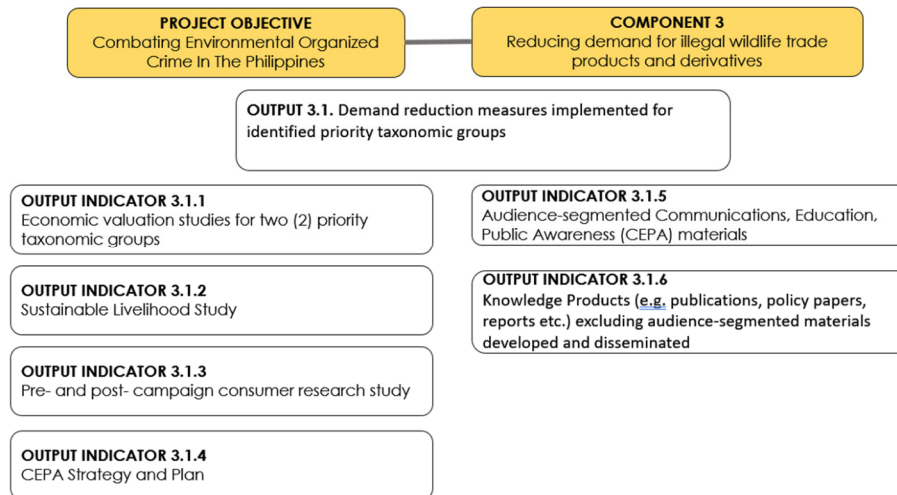 PROJECT OBJECTIVE
Combating Environmental Organized
Crime In The Philippines
COMPONENT 3
Reducing demand for illegal wildlife trade
products and derivatives
OUTPUT 3.1. Demand reduction measures implemented for
identified priority taxonomic groups
OUTPUT INDICATOR 3.1.1
Economic valuation studies for two (2) priority
taxonomic groups
OUTPUT INDICATOR 3.1.2
Sustainable Livelihood Study
OUTPUT INDICATOR 3.1.3
Pre- and post- campaign consumer research study
OUTPUT INDICATOR 3.1.4
CEPA Strategy and Plan
OUTPUT INDICATOR 3.1.5
Audience-segmented Communications, Education,
Public Awareness (CEPA) materials
OUTPUT INDICATOR 3.1.6
Knowledge Products (e.g. publications, policy papers,
reports etc.) excluding audience-segmented materials
developed and disseminated